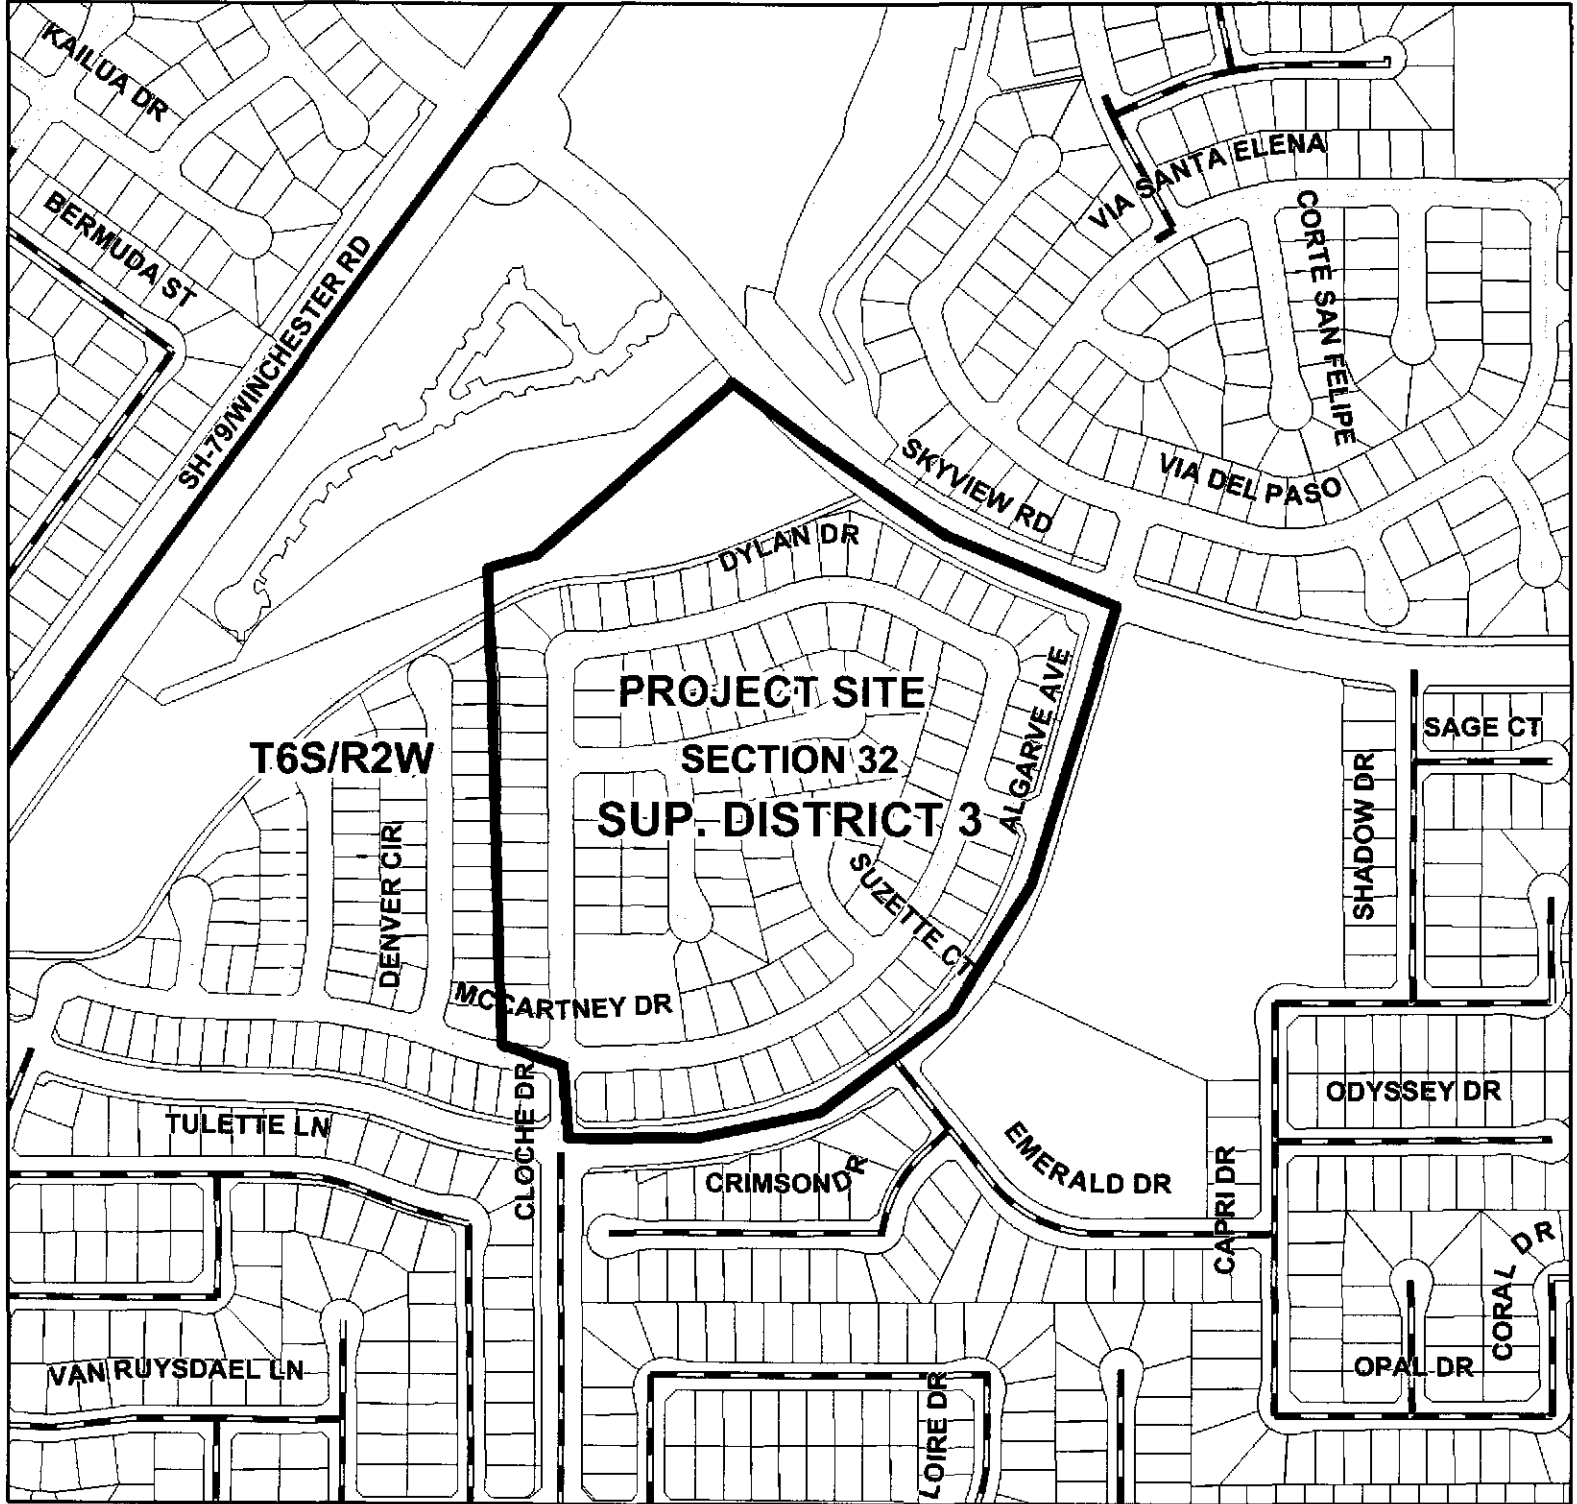 KAILUA DR
BERMUDA ST
SH-79/WINCHESTER RD
VIA SANTA ELENA
CORTE SAN FELIPE
SKYVIEW RD
VIA DEL PASO
DYLAN DR
PROJECT SITE
T6S/R2W
SECTION 32
SUP. DISTRICT 3
ALGARVE AVE
SUZETTE CT
DENVER CIR
MCCARTNEY DR
SAGE CT
SHADOW DR
TULETTE LN
CLOCHE DR
CRIMSON DR
EMERALD DR
ODYSSEY DR
CAPRI DR
CORAL DR
OPAL DR
VAN RUYSDAEL LN
LOIRE DR